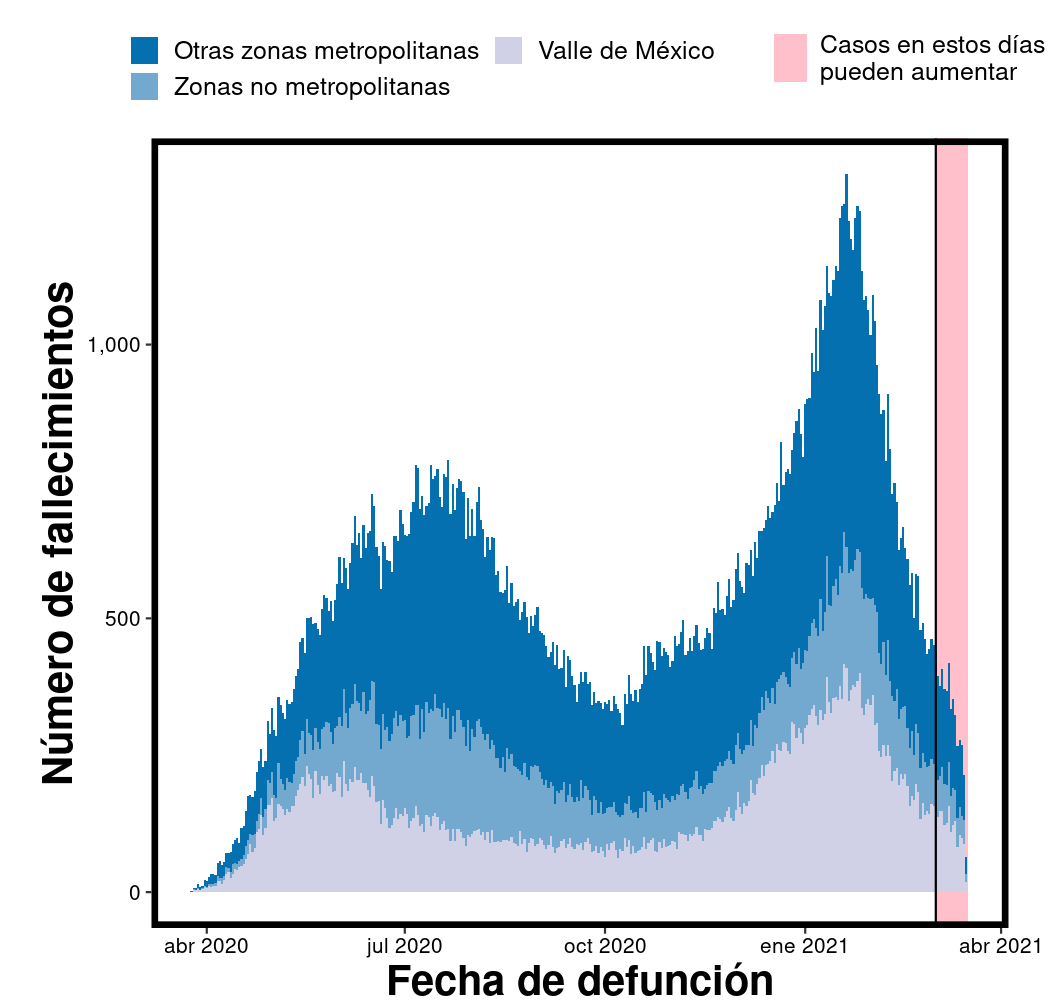 Otras zonas metropolitanas
Valle de México
Zonas no metropolitanas
Casos en estos días
pueden aumentar
Número de fallecimientos
1,000
500
0
abr 2020
jul 2020
oct 2020
ene 2021
abr 2021
Fecha de defunción